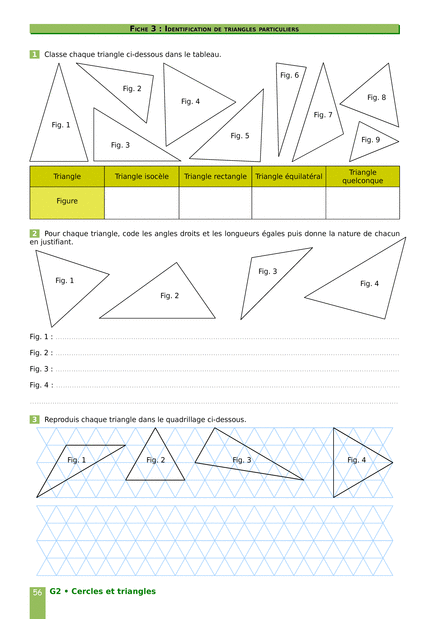 Fiche 3 : Identification de triangles particuliers
1 Classe chaque triangle ci-dessous dans le tableau.
Fig. 1
Fig. 2
Fig. 3
Fig. 4
Fig. 5
Fig. 6
Fig. 7
Fig. 8
Fig. 9
Triangle
Triangle isocèle
Triangle rectangle
Triangle équilatéral
Triangle
quelconque
Figure
2 Pour chaque triangle, code les angles droits et les longueurs égales puis donne la nature de chacun
en justifiant.
Fig. 1
Fig. 2
Fig. 3
Fig. 4
Fig. 1 :
Fig. 2 :
Fig. 3 :
Fig. 4 :
3 Reproduis chaque triangle dans le quadrillage ci-dessous.
Fig. 1
Fig. 2
Fig. 3
Fig. 4
56 G2 • Cercles et triangles